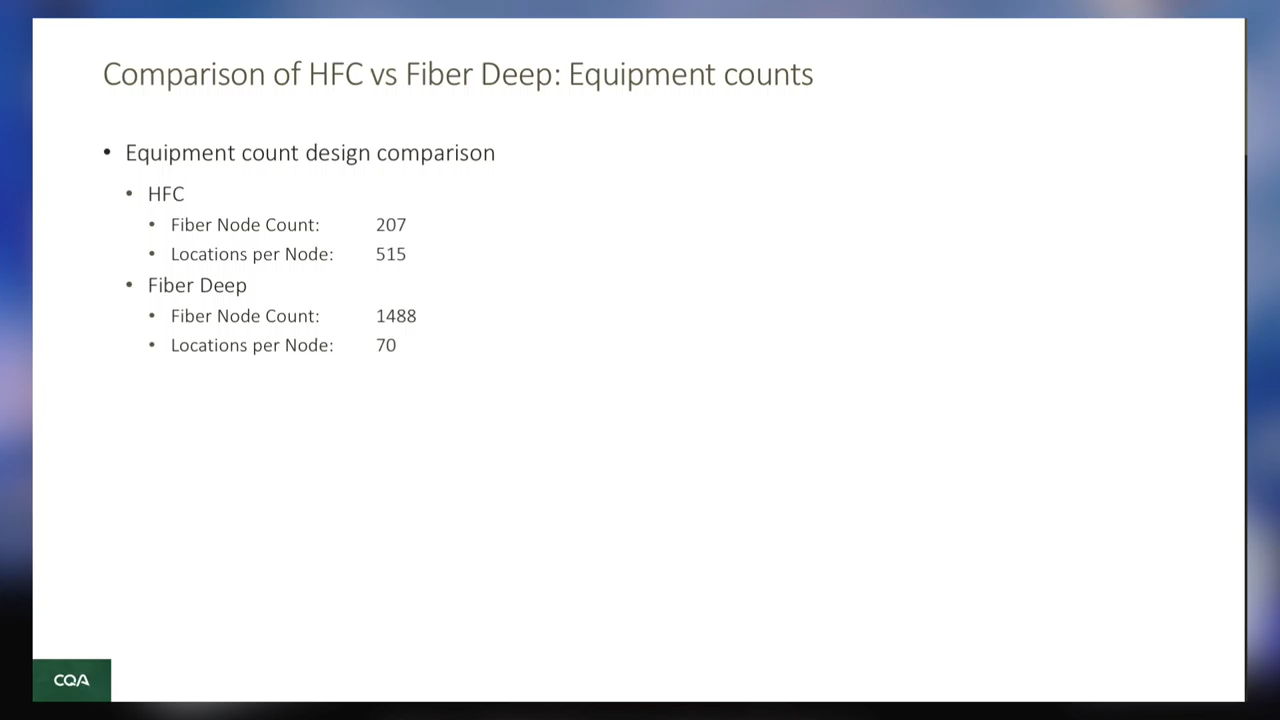 Comparison of HFC vs Fiber Deep: Equipment counts
• Equipment count design comparison
• HFC
• Fiber Node Count: 207
• Locations per Node: 515
• Fiber Deep
• Fiber Node Count: 1488
• Locations per Node: 70
CQA